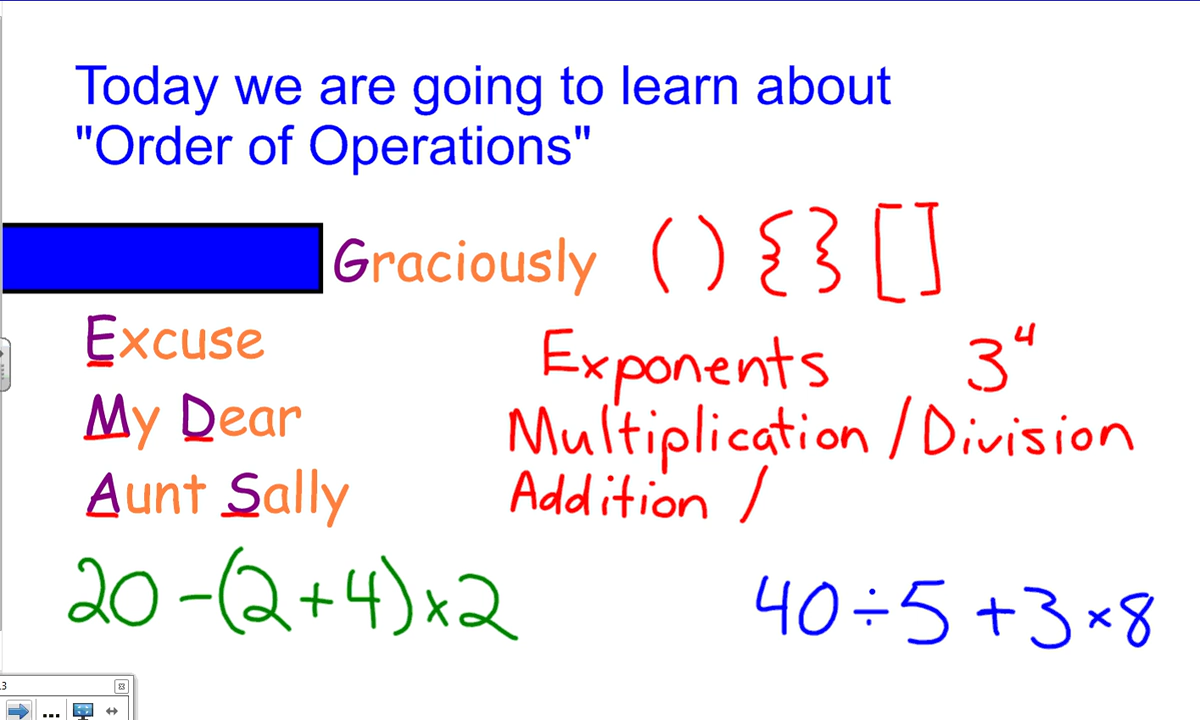 Today we are going to learn about
"Order of Operations"
Graciously ( ) { } [ ]
Excuse Exponents 3⁴
My Dear Multiplication / Division
Aunt Sally Addition /
20 - (2 + 4) x 2 40 ÷ 5 + 3 × 8
.3